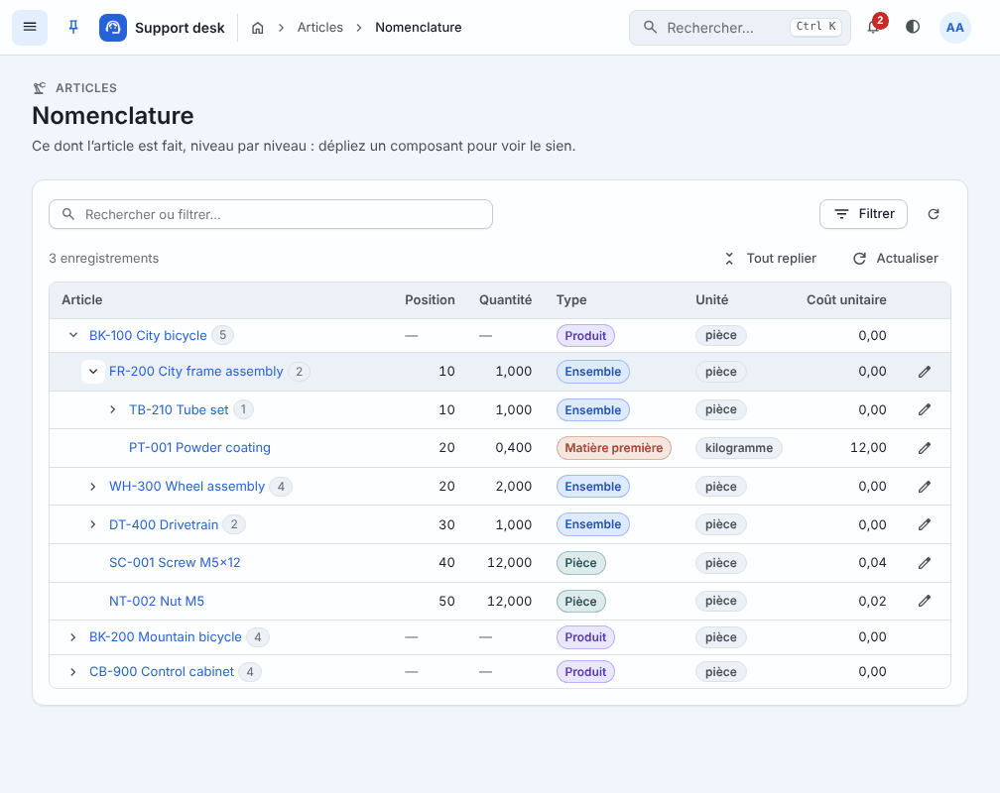 Support desk Articles Nomenclature Rechercher... Ctrl K 2 AA
ARTICLES
Nomenclature
Ce dont l’article est fait, niveau par niveau : dépliez un composant pour voir le sien.
Rechercher ou filtrer... Filtrer
3 enregistrements Tout replier Actualiser
Article Position Quantité Type Unité Coût unitaire
BK-100 City bicycle 5 — — Produit pièce 0,00
FR-200 City frame assembly 2 10 1,000 Ensemble pièce 0,00
TB-210 Tube set 1 10 1,000 Ensemble pièce 0,00
PT-001 Powder coating 20 0,400 Matière première kilogramme 12,00
WH-300 Wheel assembly 4 20 2,000 Ensemble pièce 0,00
DT-400 Drivetrain 2 30 1,000 Ensemble pièce 0,00
SC-001 Screw M5×12 40 12,000 Pièce pièce 0,04
NT-002 Nut M5 50 12,000 Pièce pièce 0,02
BK-200 Mountain bicycle 4 — — Produit pièce 0,00
CB-900 Control cabinet 4 — — Produit pièce 0,00